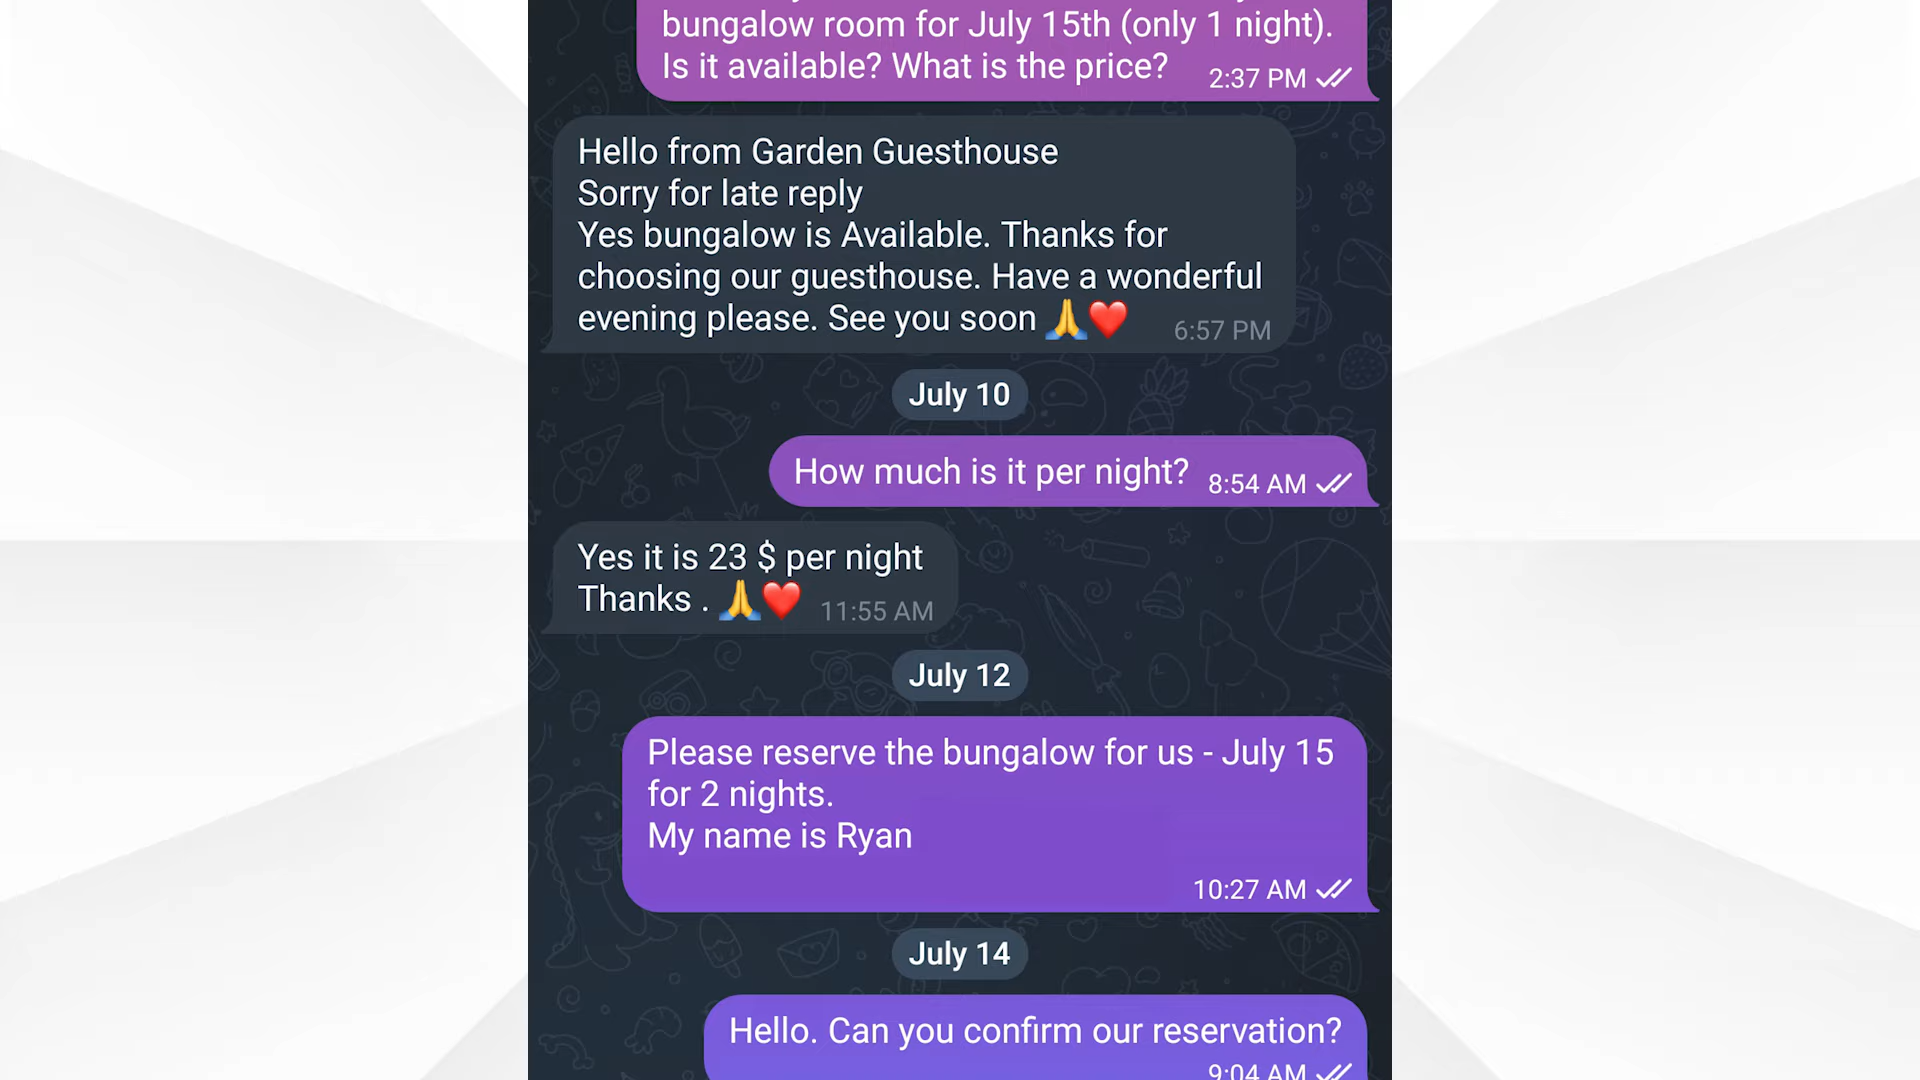 bungalow room for July 15th (only 1 night).
Is it available? What is the price?
2:37 PM
Hello from Garden Guesthouse
Sorry for late reply
Yes bungalow is Available. Thanks for
choosing our guesthouse. Have a wonderful
evening please. See you soon 🙏❤️
6:57 PM
July 10
How much is it per night?
8:54 AM
Yes it is 23 $ per night
Thanks . 🙏❤️
11:55 AM
July 12
Please reserve the bungalow for us - July 15
for 2 nights.
My name is Ryan
10:27 AM
July 14
Hello. Can you confirm our reservation?
9:04 AM